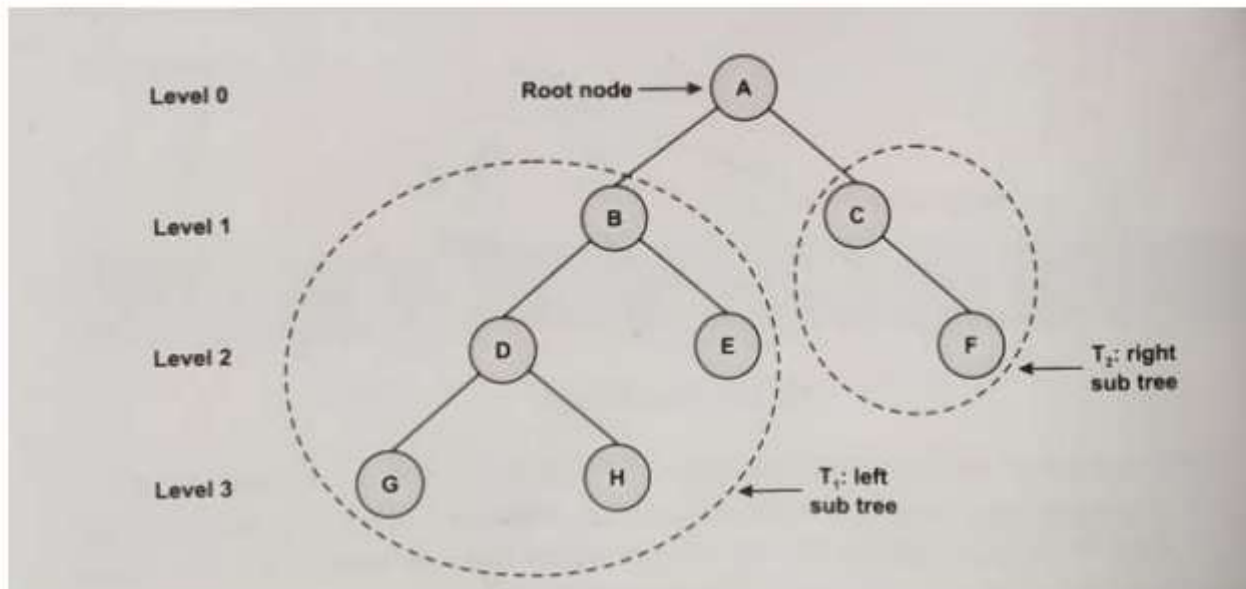 Level 0
Root node
A
Level 1
B
C
Level 2
D
E
F
T₂: right
sub tree
Level 3
G
H
T₁: left
sub tree